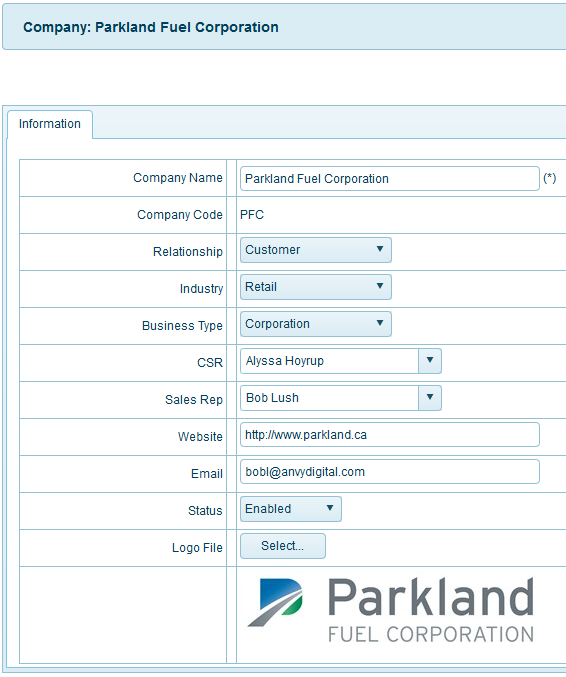 Company: Parkland Fuel Corporation
Information
Company Name Parkland Fuel Corporation (*)
Company Code PFC
Relationship Customer
Industry Retail
Business Type Corporation
CSR Alyssa Hoyrup
Sales Rep Bob Lush
Website http://www.parkland.ca
Email bobl@anvydigital.com
Status Enabled
Logo File Select...
Parkland
FUEL CORPORATION